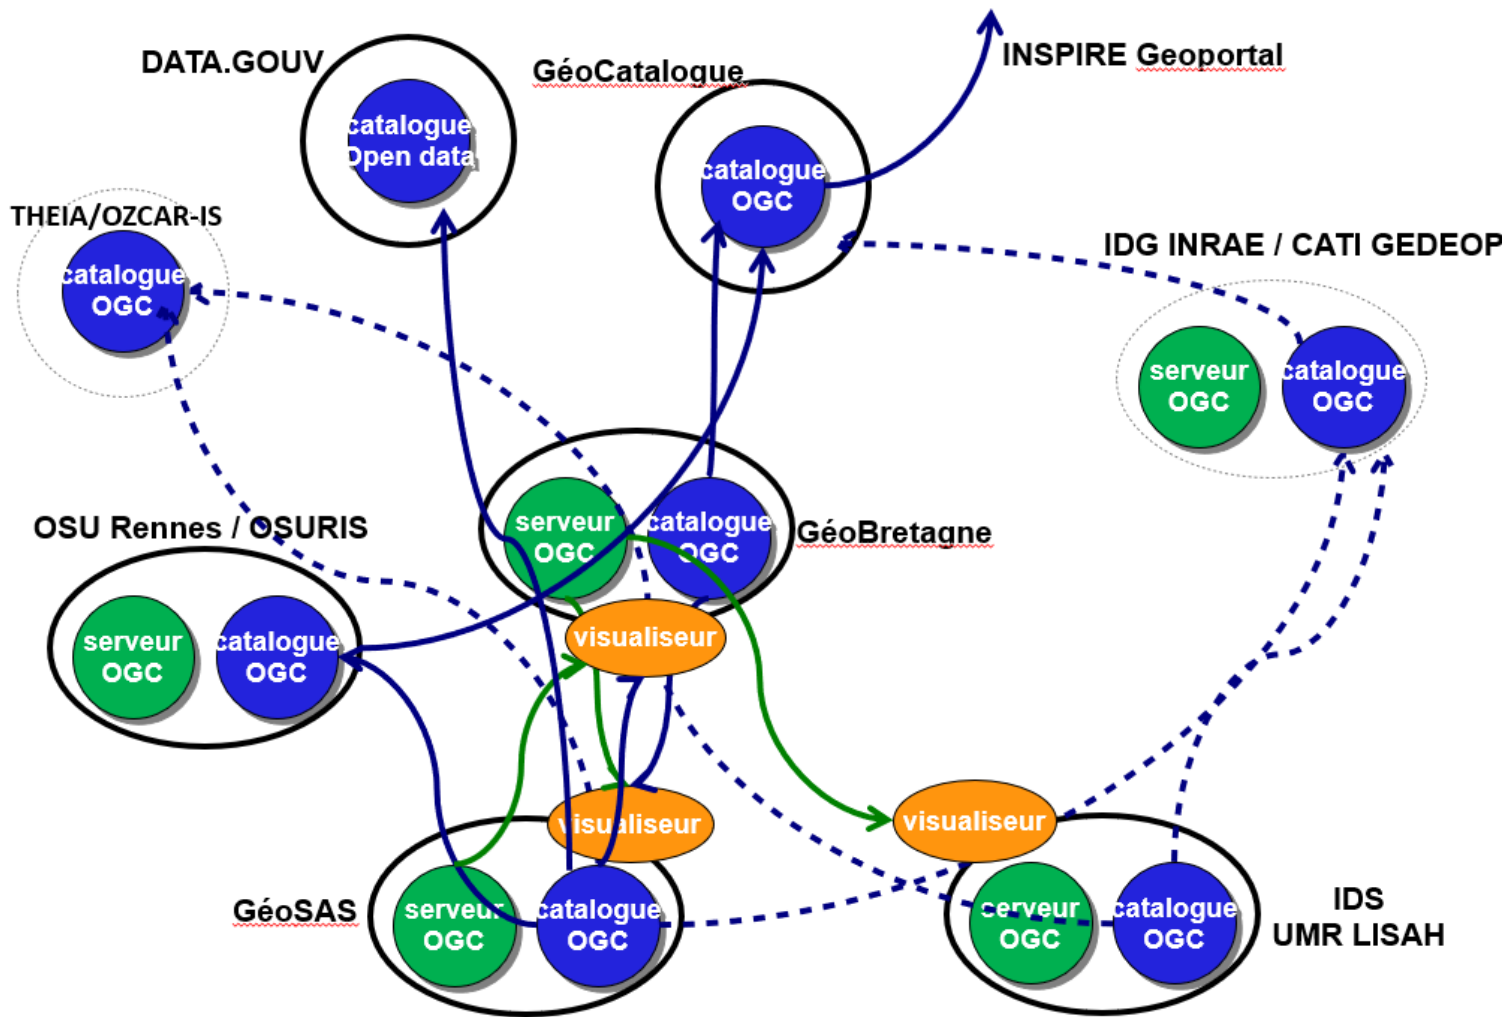 DATA.GOUV
GéoCatalogue
INSPIRE Geoportal
catalogue
Open data
catalogue
OGC
THEIA/OZCAR-IS
catalogue
OGC
IDG INRAE / CATI GEDEOP
serveur
OGC
catalogue
OGC
OSU Rennes / OSURIS
serveur
OGC
catalogue
OGC
GéoBretagne
visualiseur
serveur
OGC
catalogue
OGC
visualiseur
visualiseur
GéoSAS
serveur
OGC
catalogue
OGC
serveur
OGC
catalogue
OGC
IDS
UMR LISAH